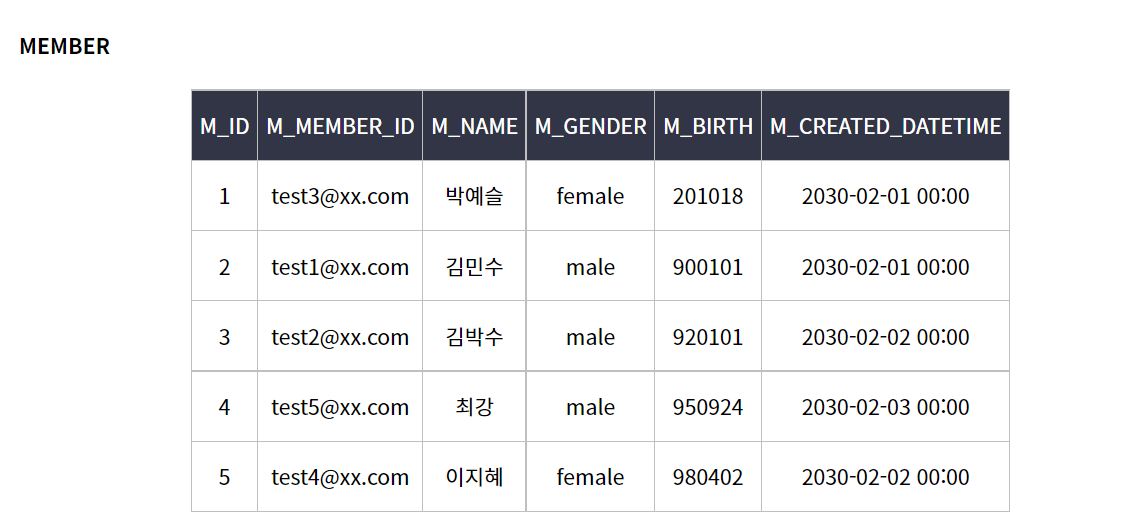 MEMBER
M_ID M_MEMBER_ID M_NAME M_GENDER M_BIRTH M_CREATED_DATETIME
1 test3@xx.com 박예슬 female 201018 2030-02-01 00:00
2 test1@xx.com 김민수 male 900101 2030-02-01 00:00
3 test2@xx.com 김박수 male 920101 2030-02-02 00:00
4 test5@xx.com 최강 male 950924 2030-02-03 00:00
5 test4@xx.com 이지혜 female 980402 2030-02-02 00:00